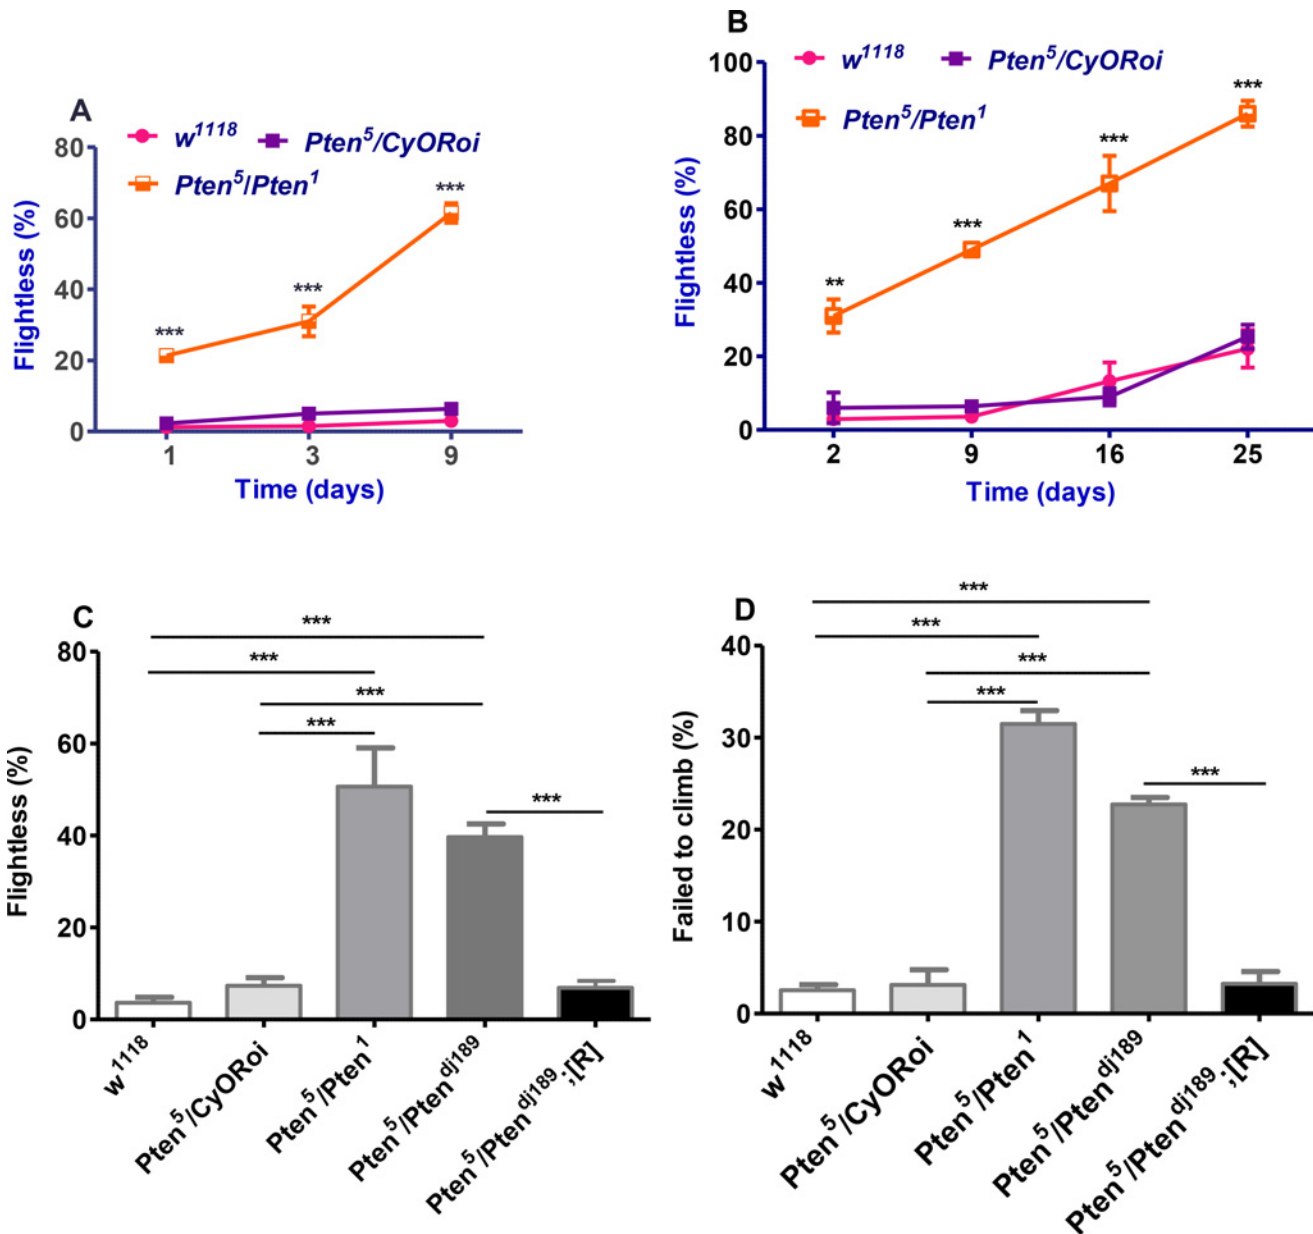 A
w1118 Pten5/CyORoi
Pten5/Pten1
Flightless (%)
80
60
40
20
0
***
***
***
1 3 9
Time (days)
B
w1118 Pten5/CyORoi
Pten5/Pten1
Flightless (%)
100
80
60
40
20
0
**
***
***
***
2 9 16 25
Time (days)
C
Flightless (%)
80
60
40
20
0
***
***
***
***
***
w1118
Pten5/CyORoi
Pten5/Pten1
Pten5/Ptendj189
Pten5/Ptendj189;[R]
D
Failed to climb (%)
40
30
20
10
0
***
***
***
***
***
w1118
Pten5/CyORoi
Pten5/Pten1
Pten5/Ptendj189
Pten5/Ptendj189;[R]